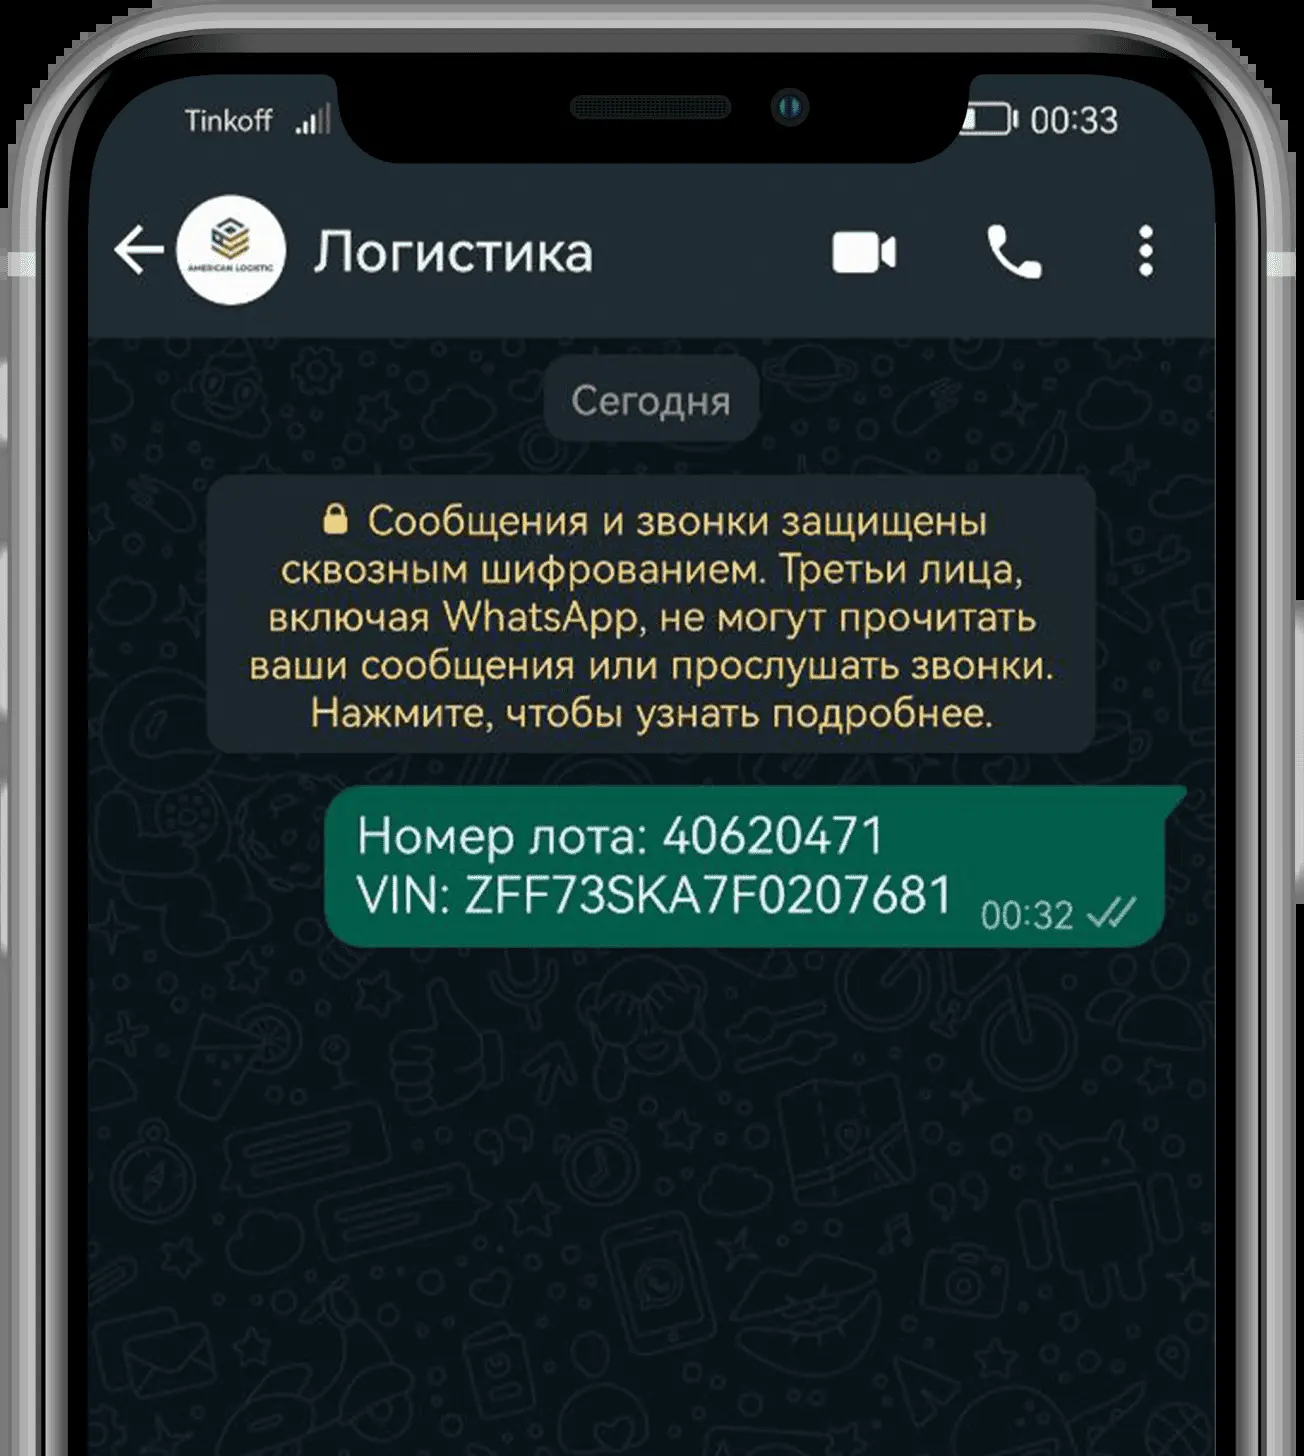 Tinkoff 00:33
AMERICAN LOGISTIC
Логистика
Сегодня
Сообщения и звонки защищены
сквозным шифрованием. Третьи лица,
включая WhatsApp, не могут прочитать
ваши сообщения или прослушать звонки.
Нажмите, чтобы узнать подробнее.
Номер лота: 40620471
VIN: ZFF73SKA7F0207681 00:32